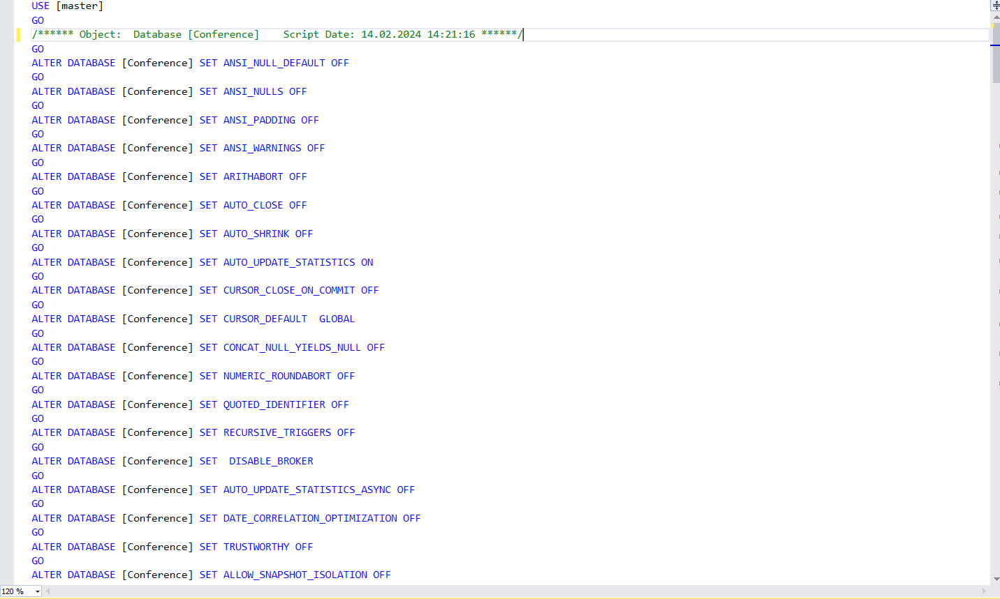 USE [master]
GO
/****** Object:  Database [Conference]    Script Date: 14.02.2024 14:21:16 ******/
GO
ALTER DATABASE [Conference] SET ANSI_NULL_DEFAULT OFF
GO
ALTER DATABASE [Conference] SET ANSI_NULLS OFF
GO
ALTER DATABASE [Conference] SET ANSI_PADDING OFF
GO
ALTER DATABASE [Conference] SET ANSI_WARNINGS OFF
GO
ALTER DATABASE [Conference] SET ARITHABORT OFF
GO
ALTER DATABASE [Conference] SET AUTO_CLOSE OFF
GO
ALTER DATABASE [Conference] SET AUTO_SHRINK OFF
GO
ALTER DATABASE [Conference] SET AUTO_UPDATE_STATISTICS ON
GO
ALTER DATABASE [Conference] SET CURSOR_CLOSE_ON_COMMIT OFF
GO
ALTER DATABASE [Conference] SET CURSOR_DEFAULT  GLOBAL
GO
ALTER DATABASE [Conference] SET CONCAT_NULL_YIELDS_NULL OFF
GO
ALTER DATABASE [Conference] SET NUMERIC_ROUNDABORT OFF
GO
ALTER DATABASE [Conference] SET QUOTED_IDENTIFIER OFF
GO
ALTER DATABASE [Conference] SET RECURSIVE_TRIGGERS OFF
GO
ALTER DATABASE [Conference] SET  DISABLE_BROKER
GO
ALTER DATABASE [Conference] SET AUTO_UPDATE_STATISTICS_ASYNC OFF
GO
ALTER DATABASE [Conference] SET DATE_CORRELATION_OPTIMIZATION OFF
GO
ALTER DATABASE [Conference] SET TRUSTWORTHY OFF
GO
ALTER DATABASE [Conference] SET ALLOW_SNAPSHOT_ISOLATION OFF
120 %